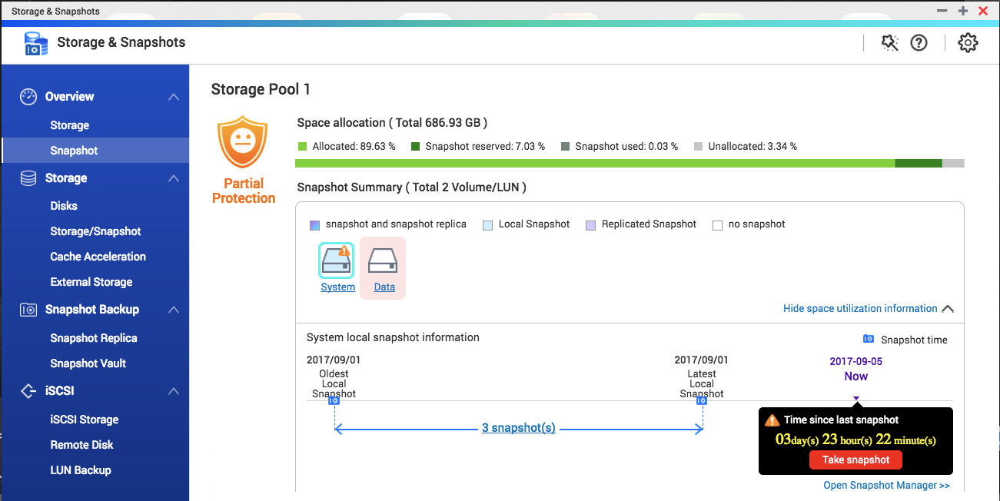 Storage & Snapshots
Storage & Snapshots
Overview
Storage
Snapshot
Storage
Disks
Storage/Snapshot
Cache Acceleration
External Storage
Snapshot Backup
Snapshot Replica
Snapshot Vault
iSCSI
iSCSI Storage
Remote Disk
LUN Backup
Storage Pool 1
Partial
Protection
Space allocation ( Total 686.93 GB )
Allocated: 89.63 % Snapshot reserved: 7.03 % Snapshot used: 0.03 % Unallocated: 3.34 %
Snapshot Summary ( Total 2 Volume/LUN )
snapshot and snapshot replica Local Snapshot Replicated Snapshot no snapshot
System Data
Hide space utilization information
System local snapshot information
Snapshot time
2017/09/01
Oldest
Local
Snapshot
2017/09/01
Latest
Local
Snapshot
2017-09-05
Now
3 snapshot(s)
Time since last snapshot
03day(s) 23 hour(s) 22 minute(s)
Take snapshot
Open Snapshot Manager >>